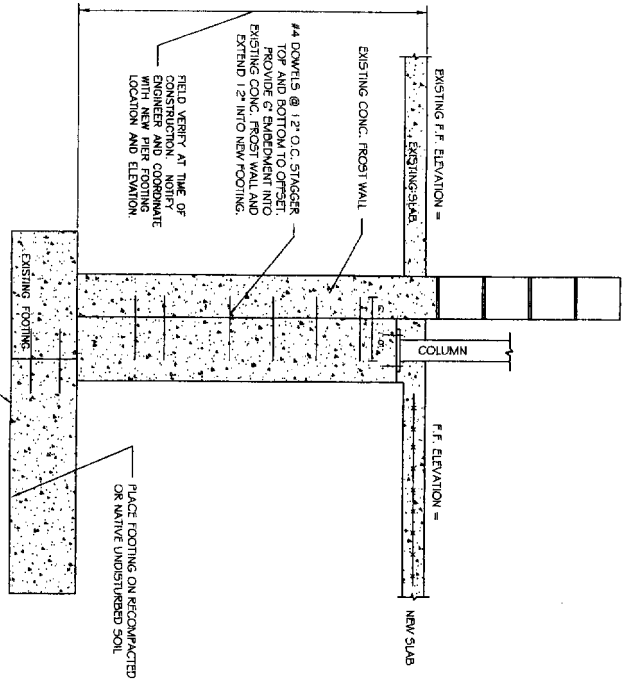 EXISTING F.F. ELEVATION =
EXISTING SLAB
F.F. ELEVATION =
NEW SLAB
COLUMN
EXISTING CONC. FROST WALL
#4 DOWELS @ 12" O.C. STAGGER
TOP AND BOTTOM TO OFFSET.
PROVIDE 6" EMBEDMENT INTO
EXISTING CONC. FROST WALL AND
EXTEND 12" INTO NEW FOOTING.
FIELD VERIFY AT TIME OF
CONSTRUCTION. NOTIFY
ENGINEER AND COORDINATE
WITH NEW PIER FOOTING
LOCATION AND ELEVATION.
EXISTING FOOTING
PLACE FOOTING ON RECOMPACTED
OR NATIVE UNDISTURBED SOIL